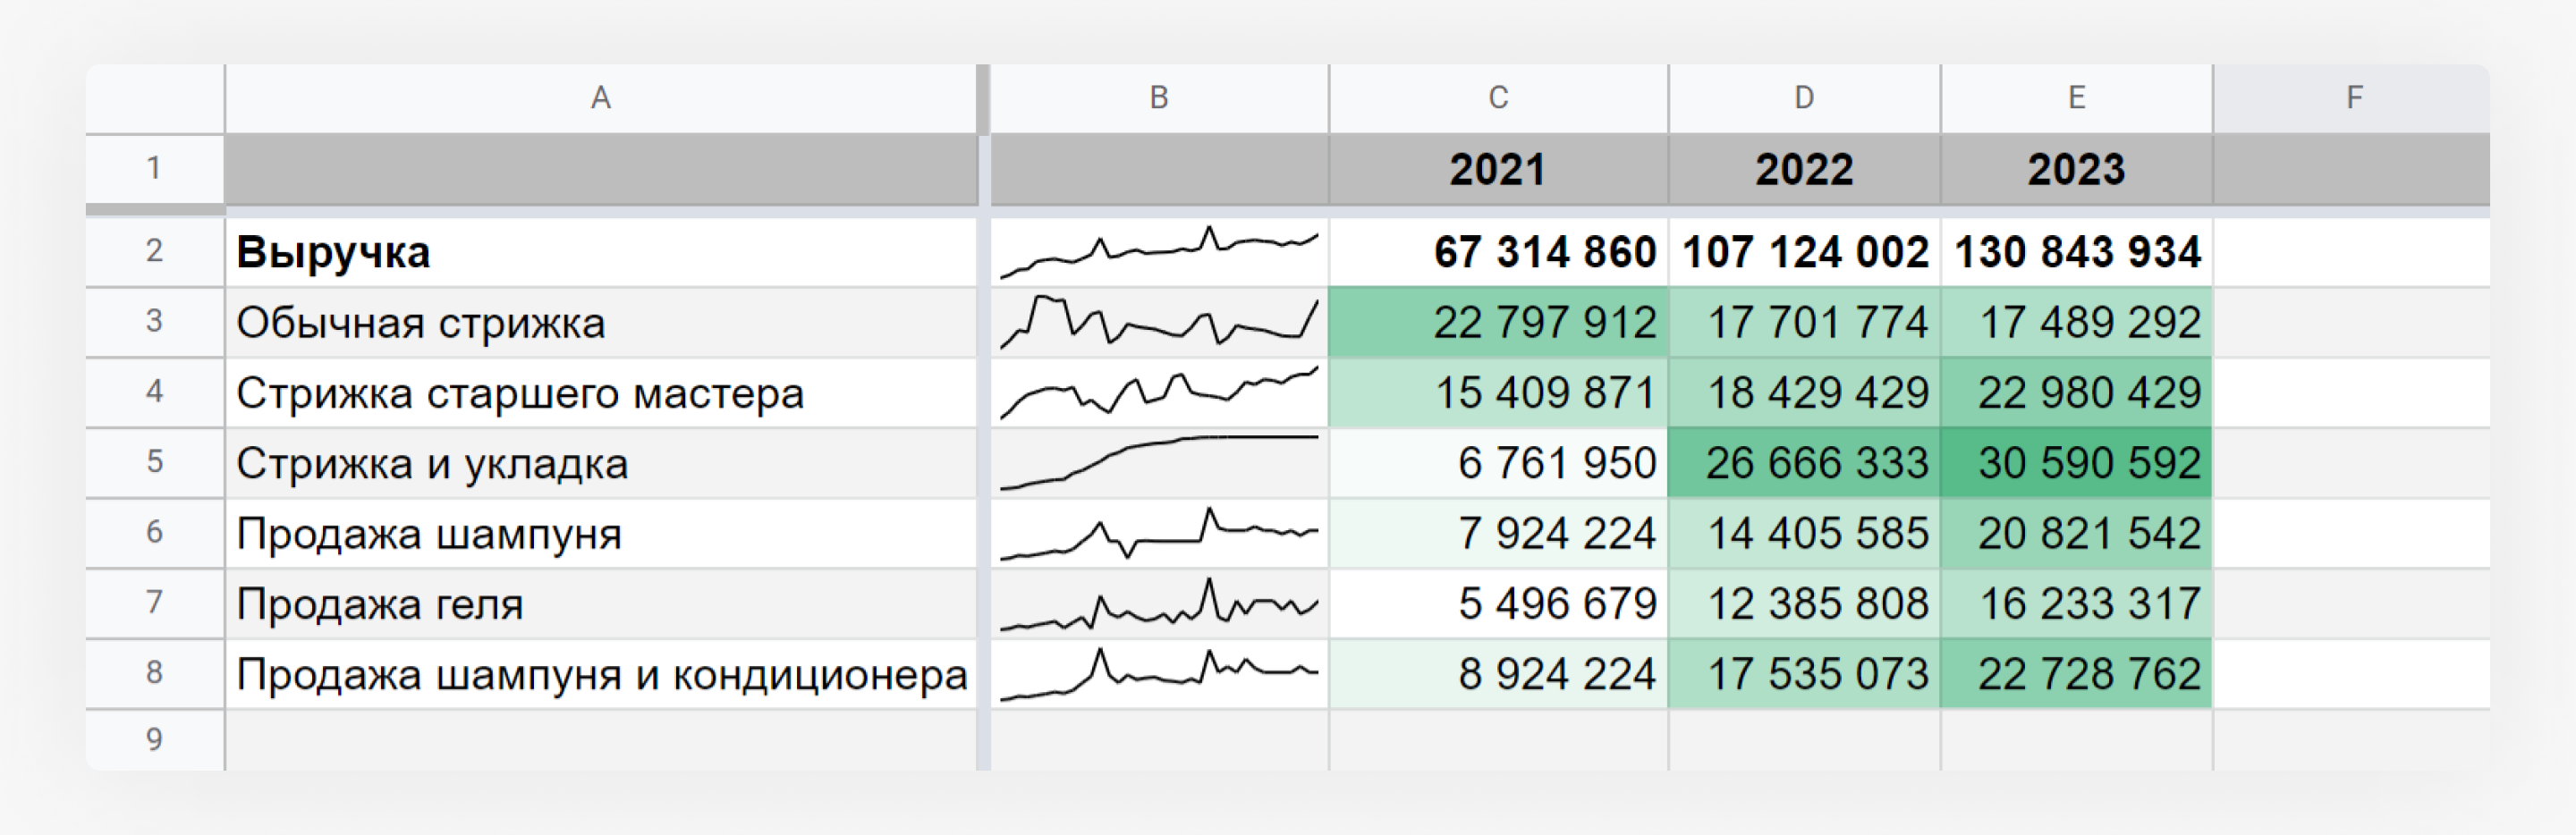 A B C D E F
1 2021 2022 2023
2 Выручка 67 314 860 107 124 002 130 843 934
3 Обычная стрижка 22 797 912 17 701 774 17 489 292
4 Стрижка старшего мастера 15 409 871 18 429 429 22 980 429
5 Стрижка и укладка 6 761 950 26 666 333 30 590 592
6 Продажа шампуня 7 924 224 14 405 585 20 821 542
7 Продажа геля 5 496 679 12 385 808 16 233 317
8 Продажа шампуня и кондиционера 8 924 224 17 535 073 22 728 762
9